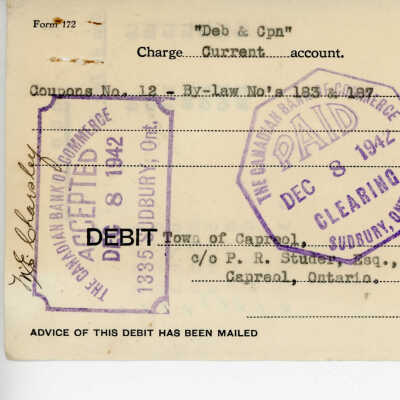 Form 172
"Deb & Cpn"
Charge Current account.
Coupons No. 12 - By-law No.'s 183 & 187.
THE CANADIAN BANK OF COMMERCE
ACCEPTED
DEC 8 1942
1335 SUDBURY, Ont.
THE CANADIAN BANK OF COMMERCE
PAID
DEC 8 1942
CLEARING
SUDBURY, ONT
DEBIT Town of Capreol,
c/o P. R. Studer, Esq.,
Capreol, Ontario.
ADVICE OF THIS DEBIT HAS BEEN MAILED